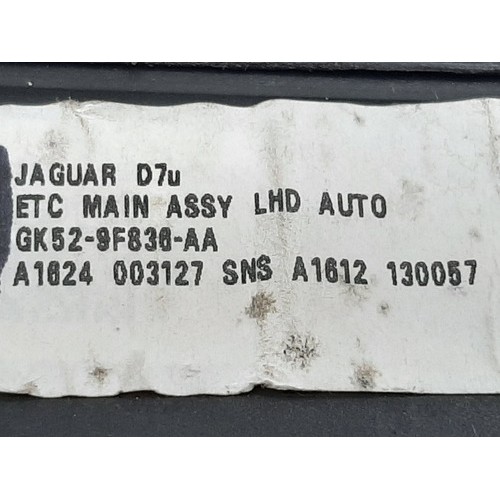 JAGUAR D7u
ETC MAIN ASSY LHD AUTO
GK52-9F836-AA
A1624 003127 SNS A1612 130057